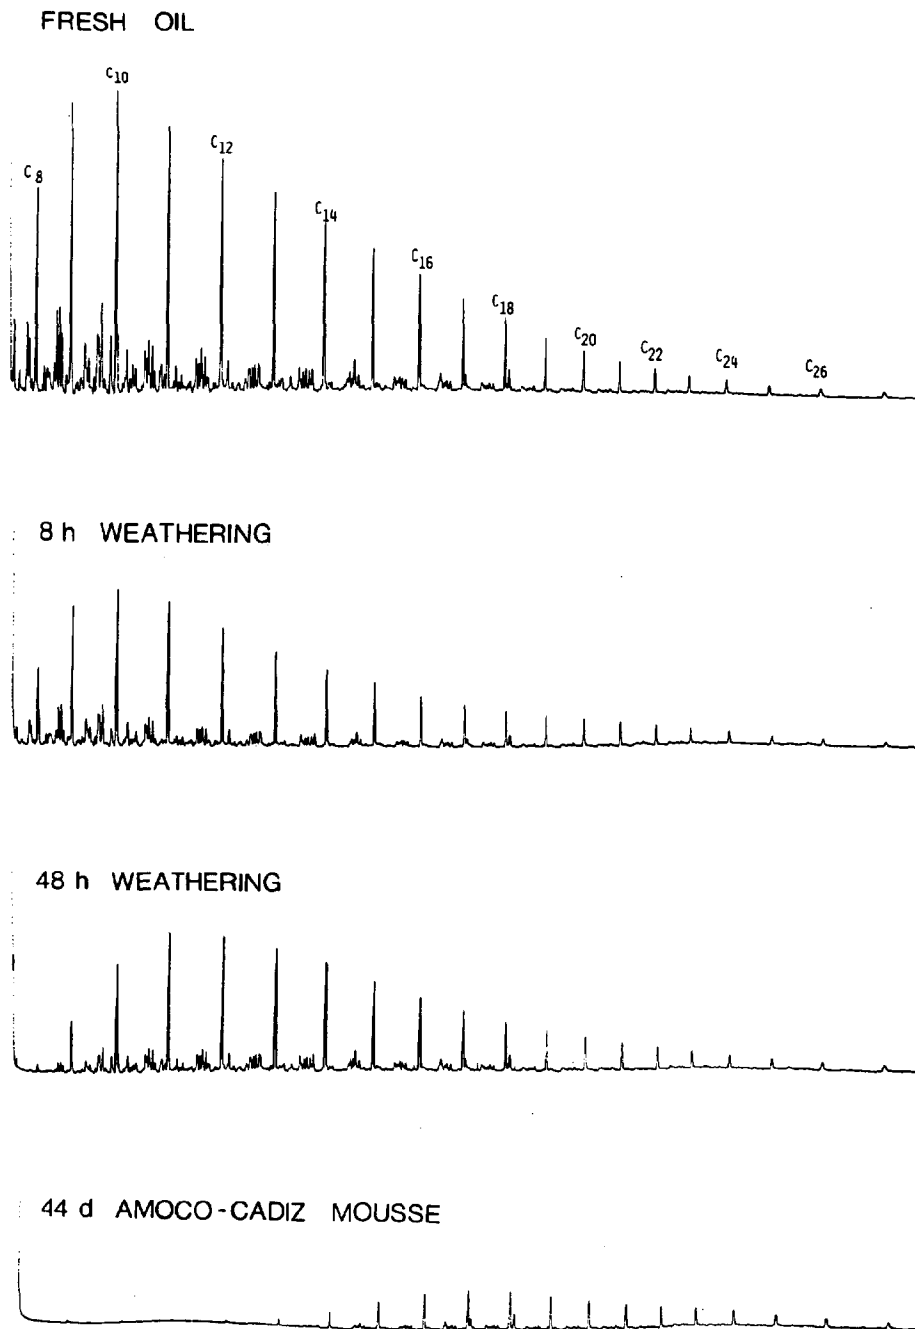 FRESH OIL
C8
C10
C12
C14
C16
C18
C20
C22
C24
C26
8 h WEATHERING
48 h WEATHERING
44 d AMOCO-CADIZ MOUSSE